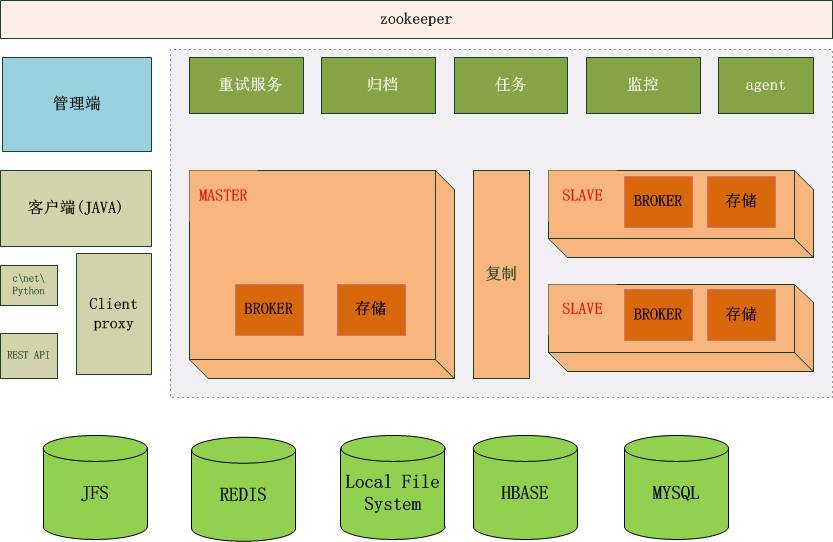 zookeeper
管理端
重试服务
归档
任务
监控
agent
客户端(JAVA)
c\net\
Python
REST API
Client
proxy
MASTER
BROKER
存储
复制
SLAVE
BROKER
存储
SLAVE
BROKER
存储
JFS
REDIS
Local File
System
HBASE
MYSQL